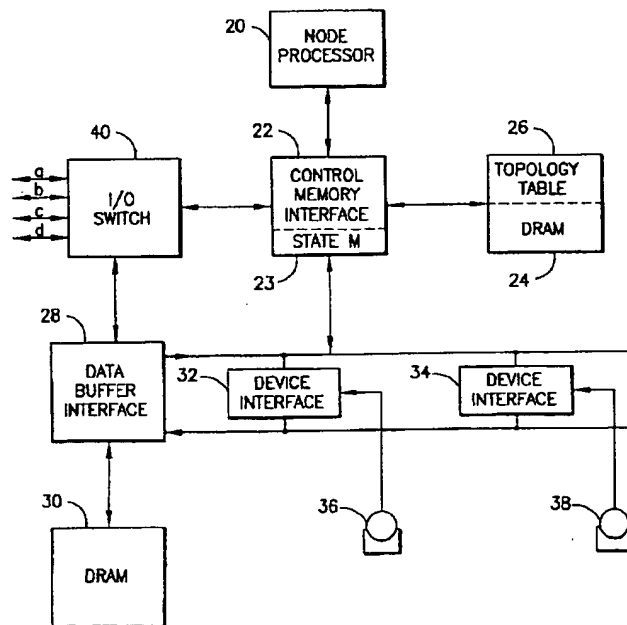 20
NODE
PROCESSOR
40
22
26
a
b
c
d
I/O
SWITCH
CONTROL
MEMORY
INTERFACE
STATE M
TOPOLOGY
TABLE
DRAM
23
24
28
DATA
BUFFER
INTERFACE
32
DEVICE
INTERFACE
34
DEVICE
INTERFACE
30
DRAM
36
38